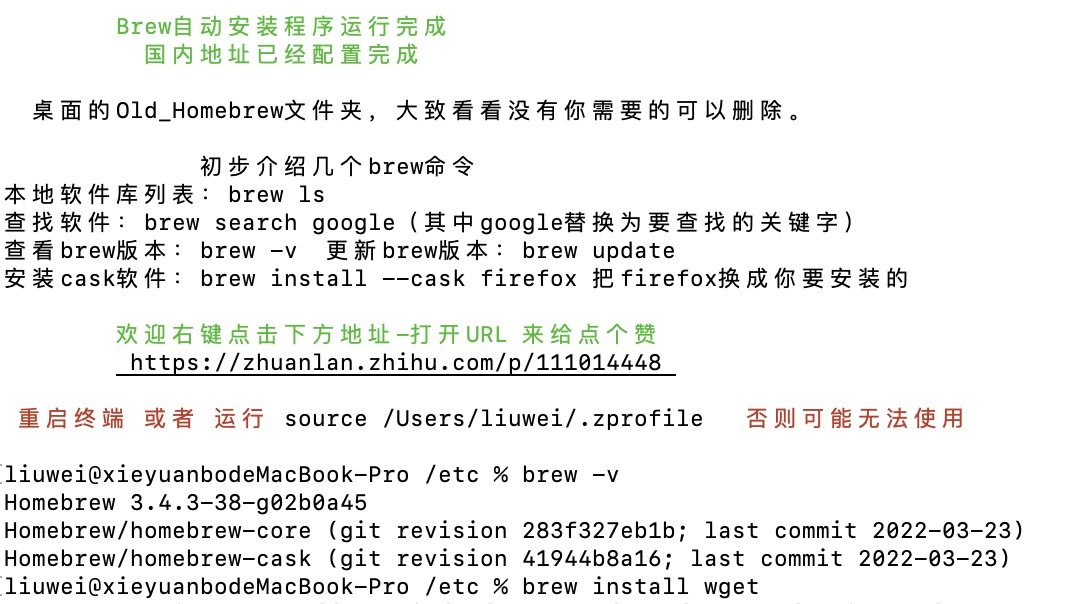 Brew自动安装程序运行完成
国内地址已经配置完成
桌面的Old_Homebrew文件夹，大致看看没有你需要的可以删除。
初步介绍几个brew命令
本地软件库列表：brew ls
查找软件：brew search google（其中google替换为要查找的关键字）
查看brew版本：brew -v  更新brew版本：brew update
安装cask软件：brew install --cask firefox 把firefox换成你要安装的
欢迎右键点击下方地址-打开URL 来给点个赞
https://zhuanlan.zhihu.com/p/111014448
重启终端 或者 运行 source /Users/liuwei/.zprofile   否则可能无法使用
[liuwei@xieyuanbodeMacBook-Pro /etc % brew -v
Homebrew 3.4.3-38-g02b0a45
Homebrew/homebrew-core (git revision 283f327eb1b; last commit 2022-03-23)
Homebrew/homebrew-cask (git revision 41944b8a16; last commit 2022-03-23)
[liuwei@xieyuanbodeMacBook-Pro /etc % brew install wget